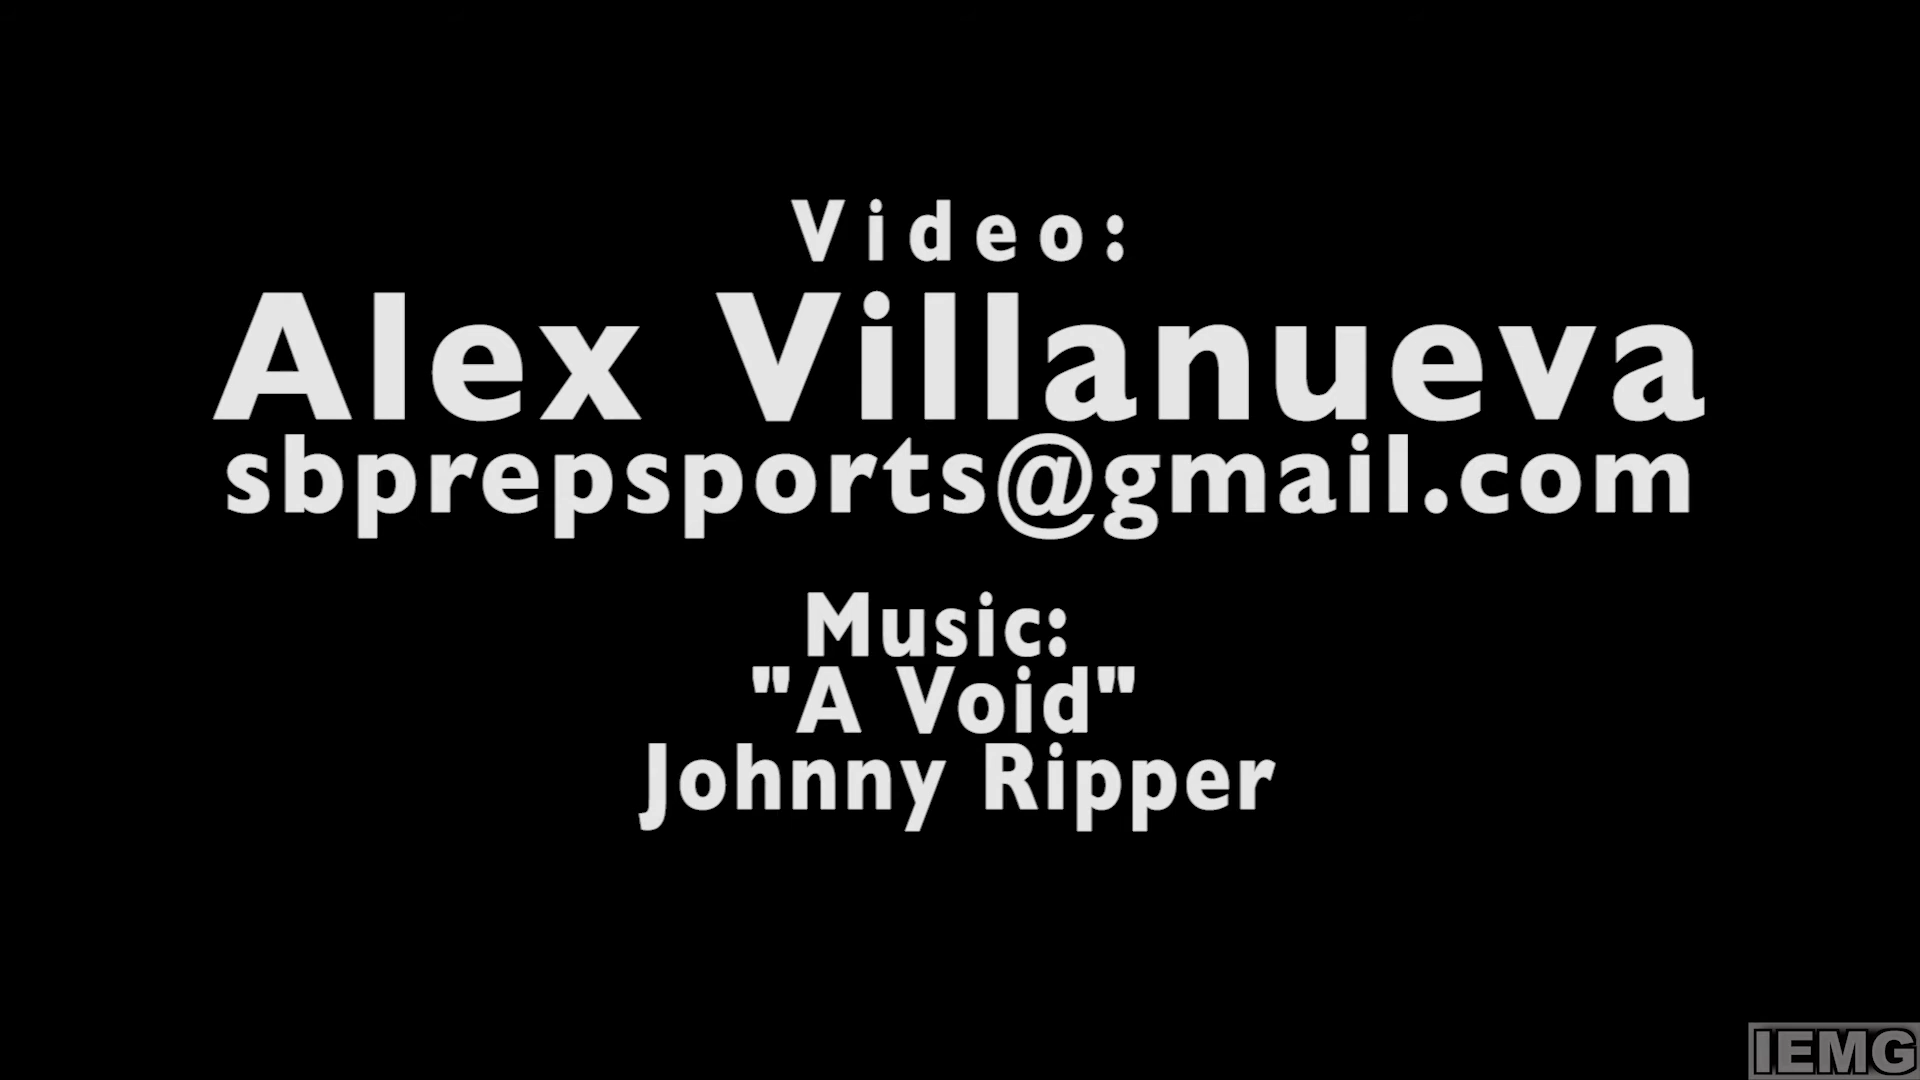 Video:
Alex Villanueva
sbprepsports@gmail.com
Music:
"A Void"
Johnny Ripper
IEMG